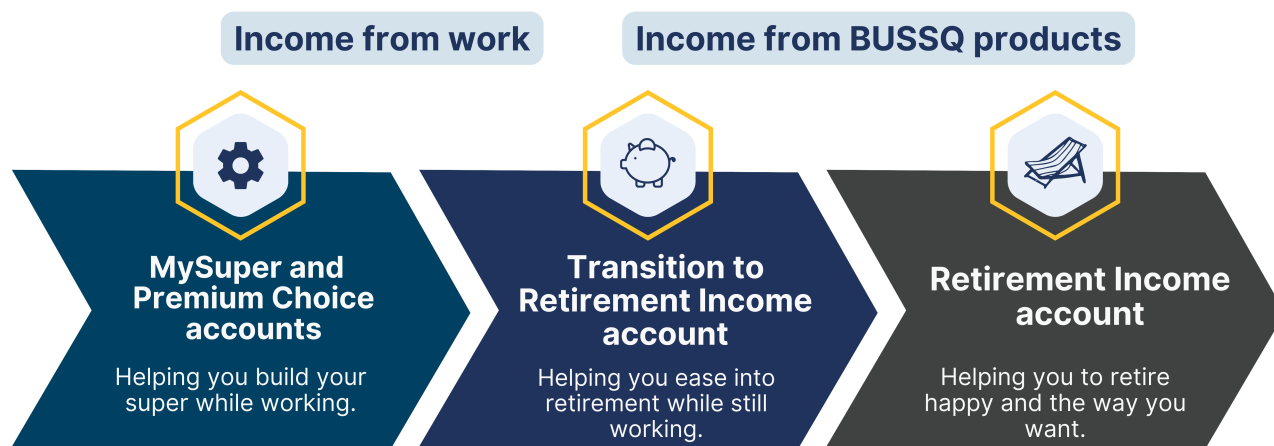 Income from work
Income from BUSSQ products
MySuper and
Premium Choice
accounts
Helping you build your
super while working.
Transition to
Retirement Income
account
Helping you ease into
retirement while still
working.
Retirement Income
account
Helping you to retire
happy and the way you
want.